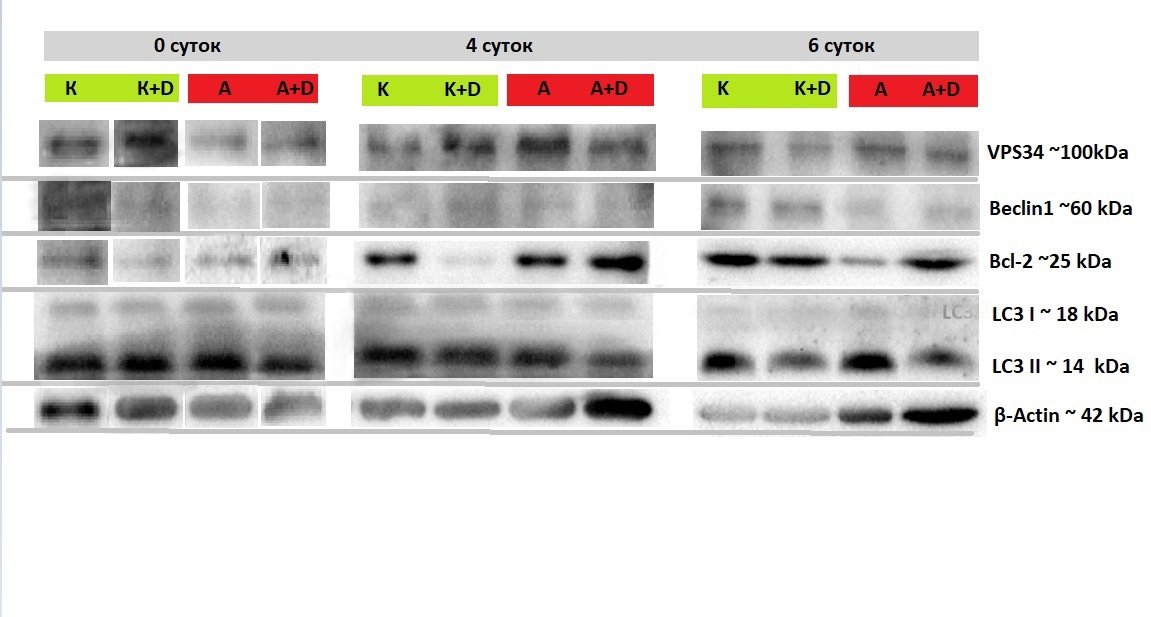 0 суток 4 суток 6 суток
К К+D А А+D К К+D А А+D К К+D А А+D
VPS34 ~100kDa
Beclin1 ~60 kDa
Bcl-2 ~25 kDa
LC3
LC3 I ~ 18 kDa
LC3 II ~ 14 kDa
β-Actin ~ 42 kDa